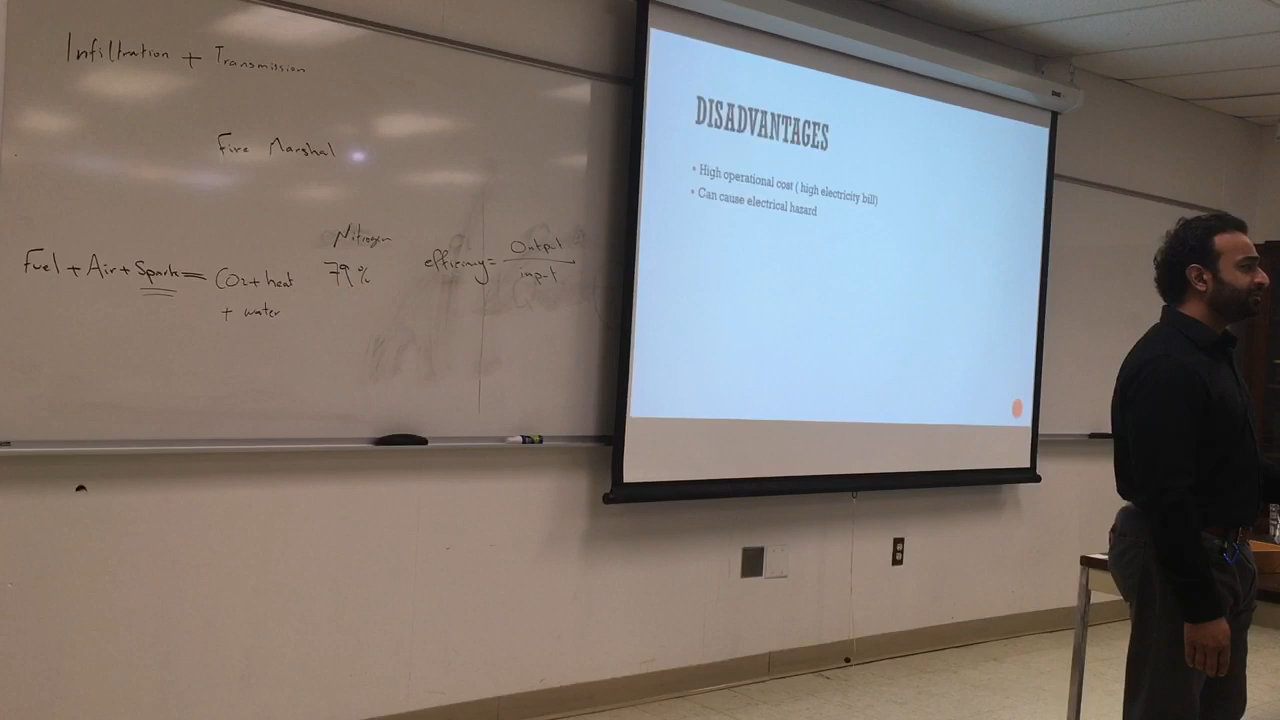 Infiltration + Transmission
Fire Marshal
Fuel + Air + Spark = CO2 + heat
+ water
Nitrogen
79%
efficiency = Output
input
DISADVANTAGES
• High operational cost ( high electricity bill)
• Can cause electrical hazard